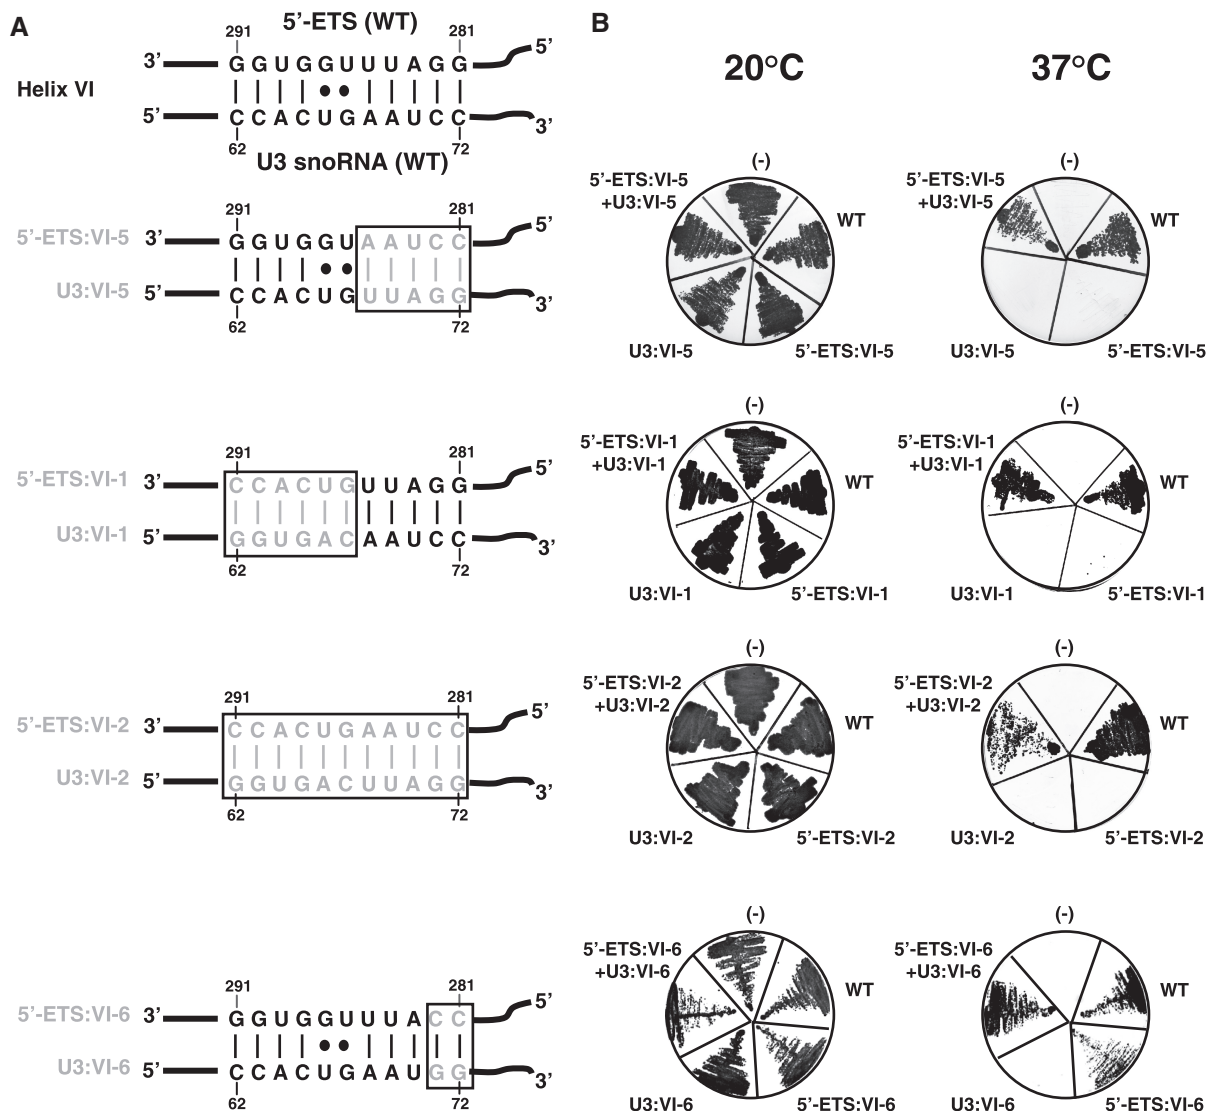 A
5’-ETS (WT)
291 281
3’ G G U G G U U U A G G 5’
Helix VI
5’ C C A C U G A A U C C 3’
62 72
U3 snoRNA (WT)
291 281
5’-ETS:VI-5 3’ G G U G G U A A U C C 5’
U3:VI-5 5’ C C A C U G U U A G G 3’
62 72
291 281
5’-ETS:VI-1 3’ C C A C U G U U A G G 5’
U3:VI-1 5’ G G U G A C A A U C C 3’
62 72
291 281
5’-ETS:VI-2 3’ C C A C U G A A U C C 5’
U3:VI-2 5’ G G U G A C U U A G G 3’
62 72
291 281
5’-ETS:VI-6 3’ G G U G G U U U A C C 5’
U3:VI-6 5’ C C A C U G A A U G G 3’
62 72
B
20°C 37°C
(-) (-)
5’-ETS:VI-5 5’-ETS:VI-5
+U3:VI-5 WT +U3:VI-5 WT
U3:VI-5 5’-ETS:VI-5 U3:VI-5 5’-ETS:VI-5
(-) (-)
5’-ETS:VI-1 5’-ETS:VI-1
+U3:VI-1 WT +U3:VI-1 WT
U3:VI-1 5’-ETS:VI-1 U3:VI-1 5’-ETS:VI-1
(-) (-)
5’-ETS:VI-2 5’-ETS:VI-2
+U3:VI-2 WT +U3:VI-2 WT
U3:VI-2 5’-ETS:VI-2 U3:VI-2 5’-ETS:VI-2
(-) (-)
5’-ETS:VI-6 5’-ETS:VI-6
+U3:VI-6 WT +U3:VI-6 WT
U3:VI-6 5’-ETS:VI-6 U3:VI-6 5’-ETS:VI-6